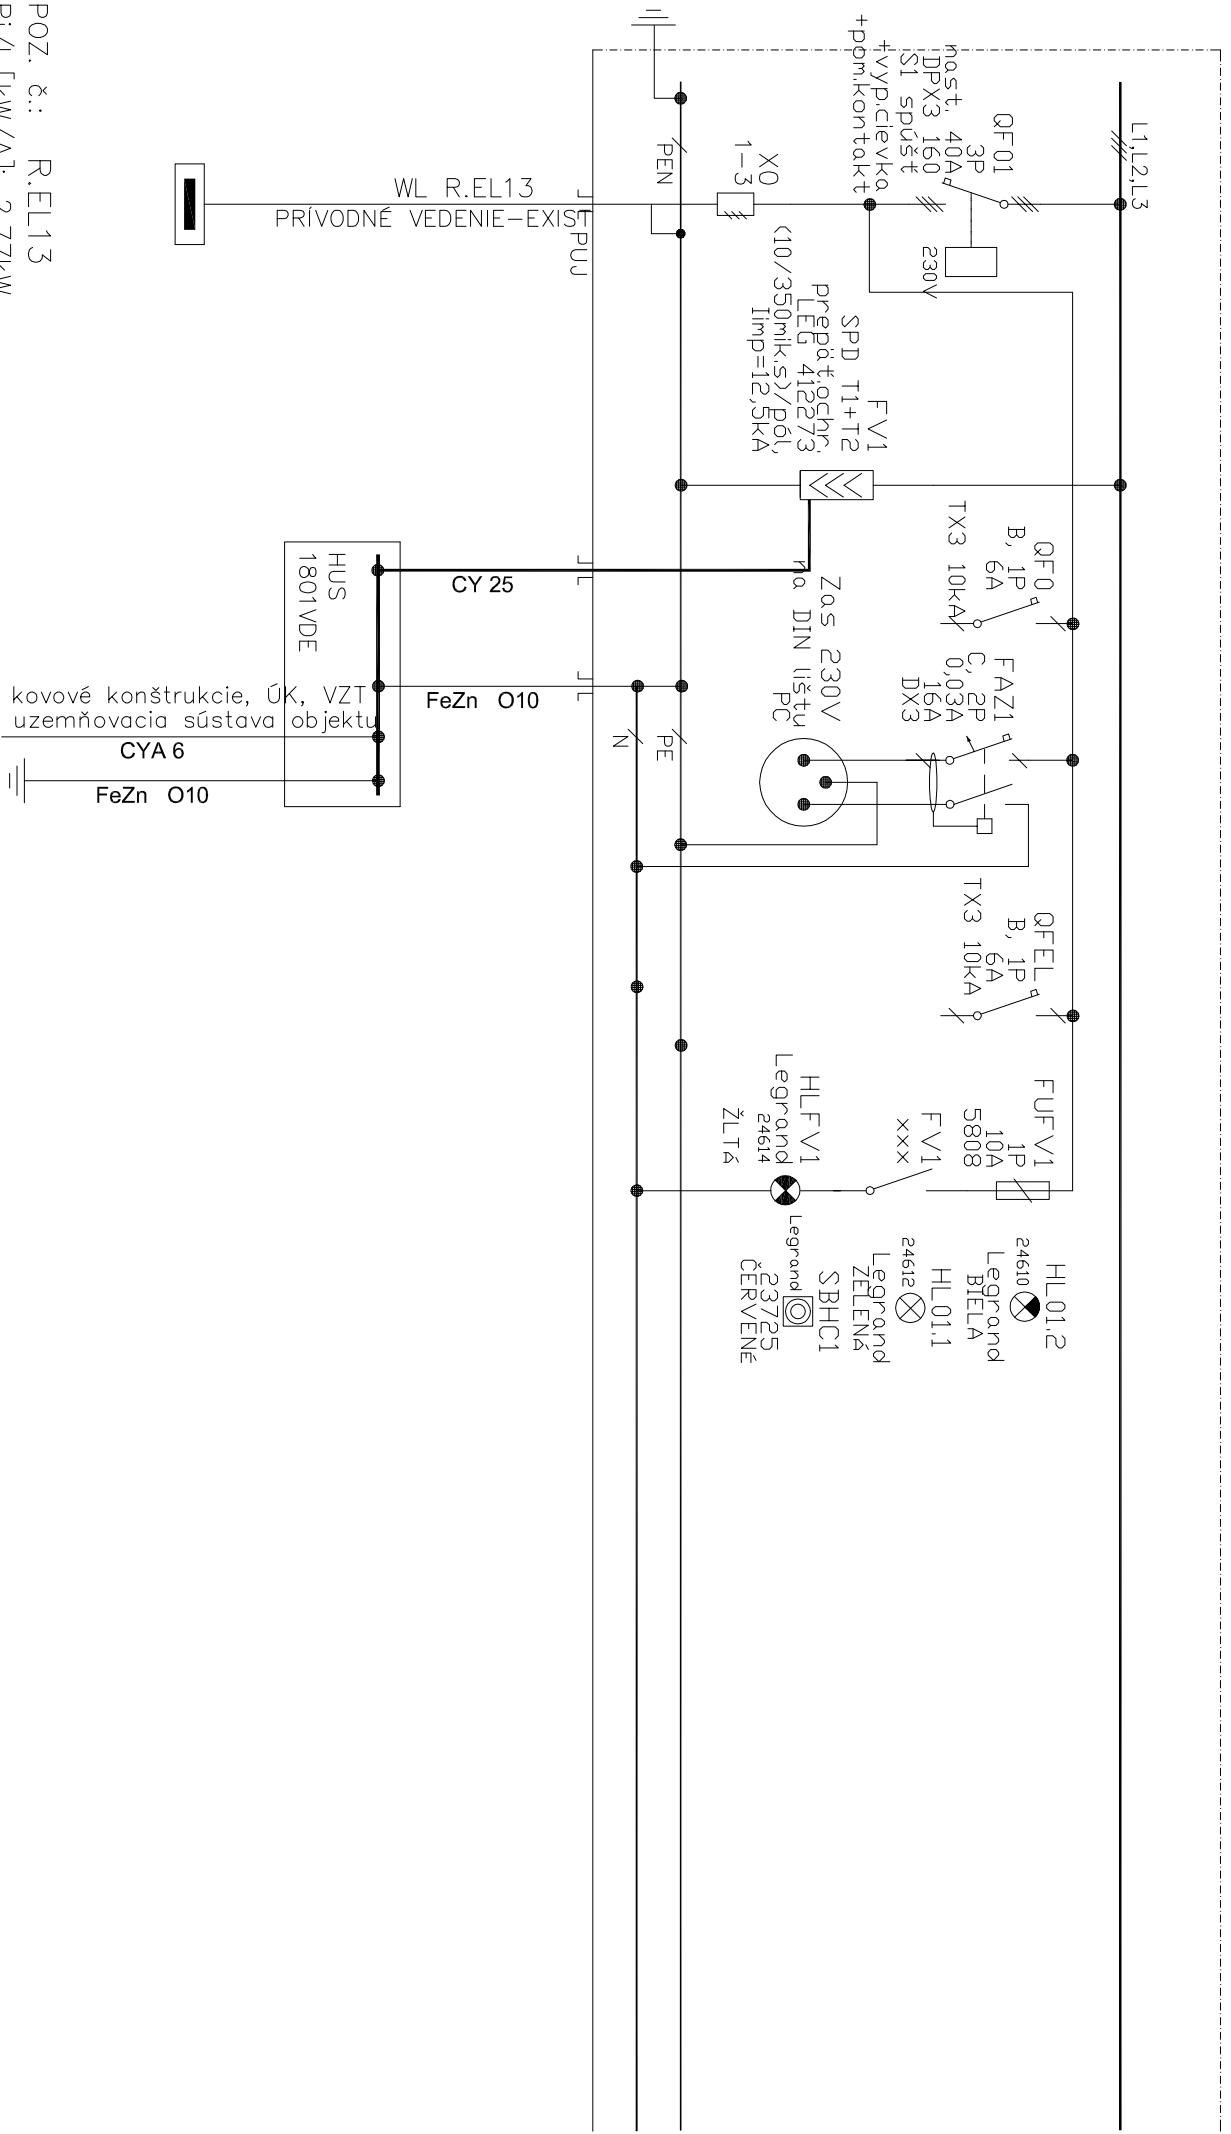 L1,L2,L3
QF01
3P
nast. 40A
DPX3 160
S1 spúšť
+vyp.cievka
+pom.kontakt
230V
X0
1-3
PEN
PUJ
WL R.EL13
PRÍVODNÉ VEDENIE-EXIST
FV1
SPD T1+T2
prepäť.ochr.
LEG 412273
(10/350mik.s)/pól,
Iimp=12,5kA
QF0
B, 1P
6A
TX3 10kA
FAZ1
C, 2P
0,03A
16A
DX3
Zas 230V
na DIN lištu
PC
PE
N
QFEL
B, 1P
6A
TX3 10kA
FUFV1
1P
10A
5808
FV1
xxx
HLFV1
Legrand
24614
ŽLTÁ
HL01.2
24610
Legrand
BIELA
HL01.1
24612
Legrand
ZELENÁ
SBHC1
Legrand
23725
ČERVENÉ
HUS
1801VDE
CY 25
FeZn O10
kovové konštrukcie, ÚK, VZT
uzemňovacia sústava objektu
CYA 6
FeZn O10
POZ. č.: R.EL13
Pi/I [kW/A]: 2,77kW